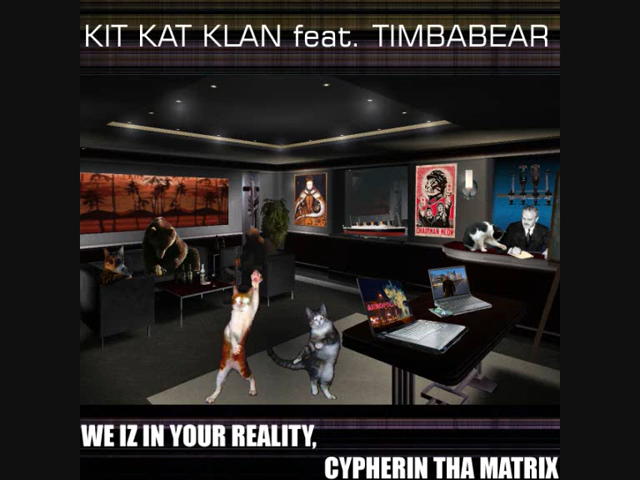 KIT KAT KLAN feat. TIMBABEAR
CHAIRMAN MEOW
WE IZ IN YOUR REALITY,
CYPHERIN THA MATRIX